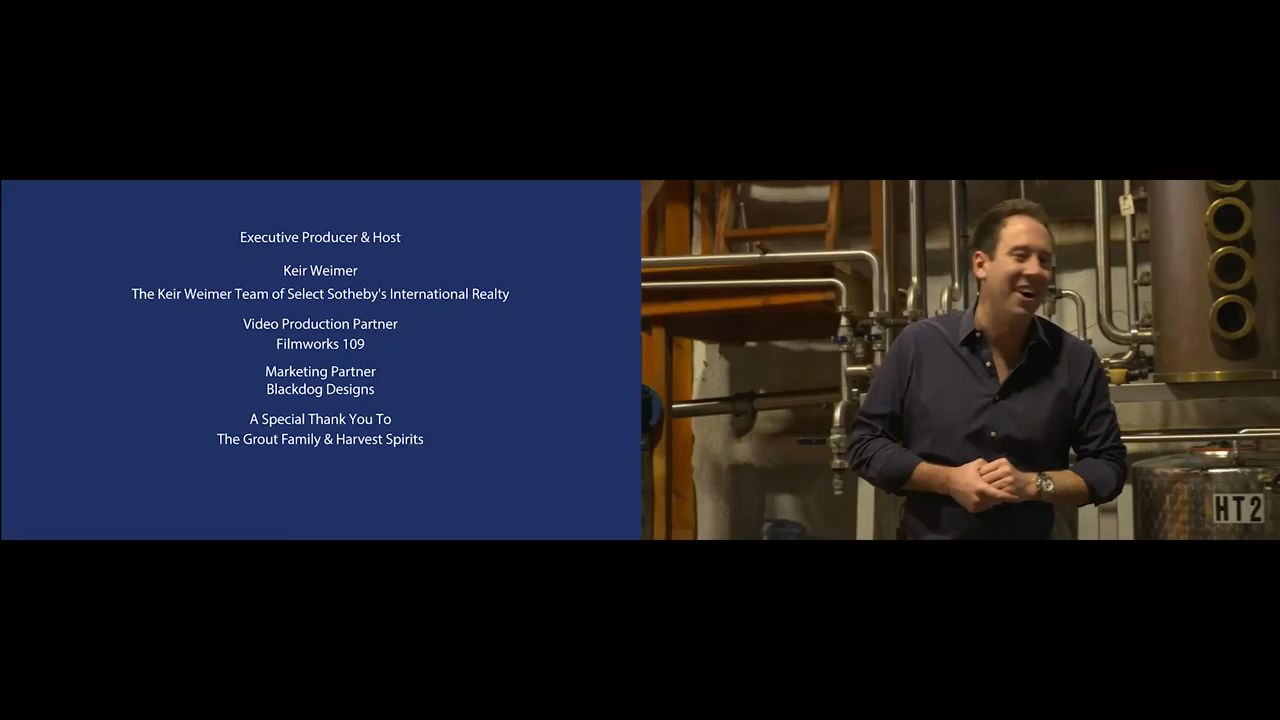 Executive Producer & Host
Keir Weimer
The Keir Weimer Team of Select Sotheby's International Realty
Video Production Partner
Filmworks 109
Marketing Partner
Blackdog Designs
A Special Thank You To
The Grout Family & Harvest Spirits
HT2